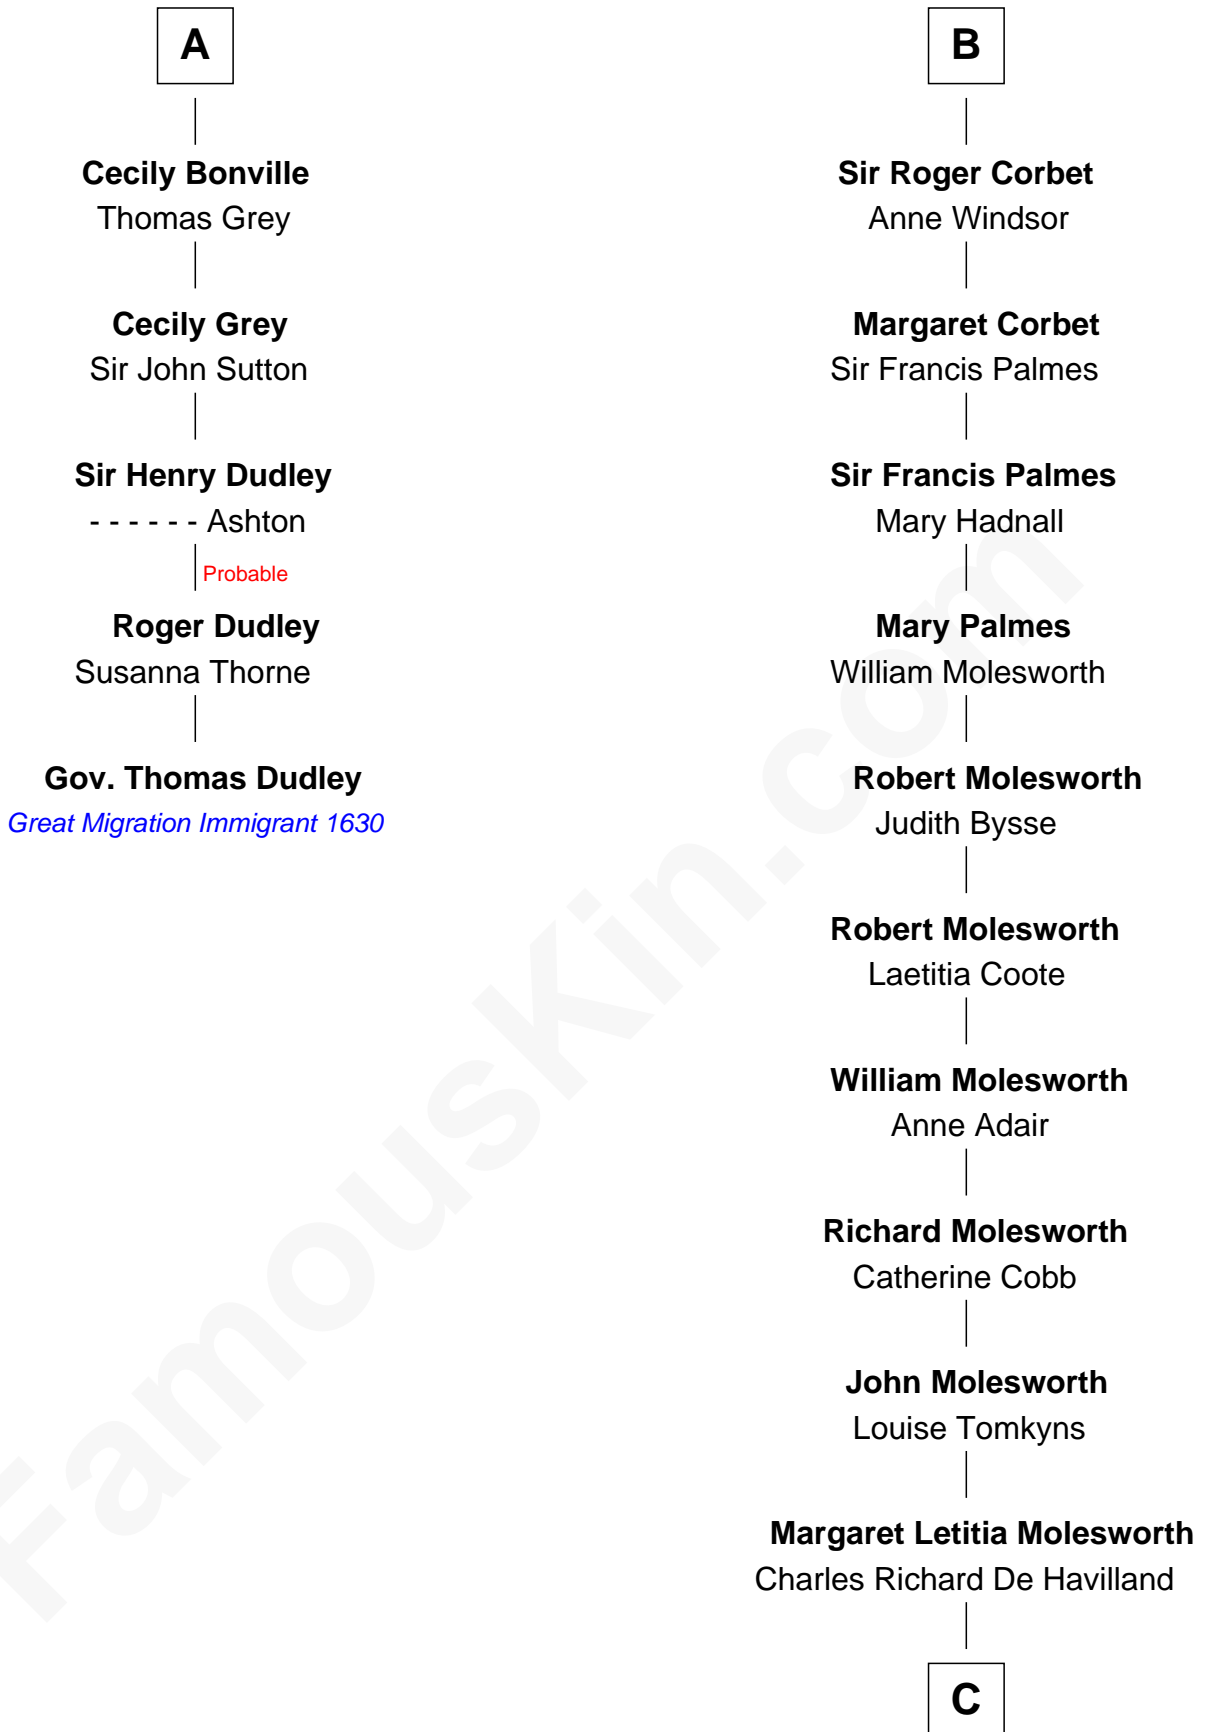 A
Cecily Bonville
Thomas Grey
Cecily Grey
Sir John Sutton
Sir Henry Dudley
- - - - - - Ashton
Probable
Roger Dudley
Susanna Thorne
Gov. Thomas Dudley
Great Migration Immigrant 1630
B
Sir Roger Corbet
Anne Windsor
Margaret Corbet
Sir Francis Palmes
Sir Francis Palmes
Mary Hadnall
Mary Palmes
William Molesworth
Robert Molesworth
Judith Bysse
Robert Molesworth
Laetitia Coote
William Molesworth
Anne Adair
Richard Molesworth
Catherine Cobb
John Molesworth
Louise Tomkyns
Margaret Letitia Molesworth
Charles Richard De Havilland
C
FamousKin.com